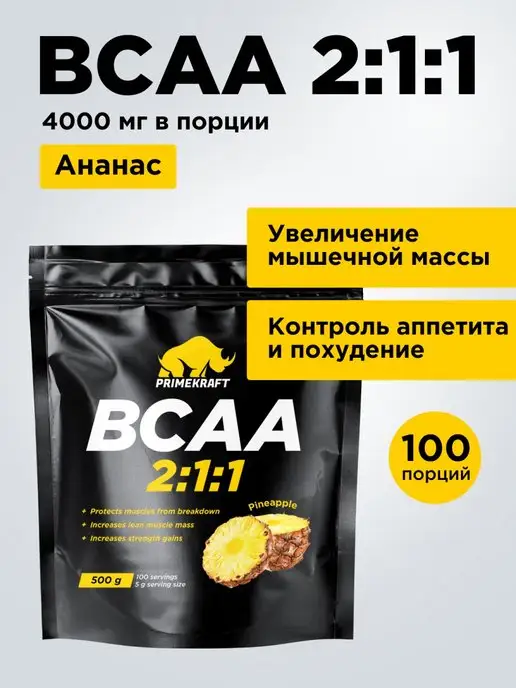 BCAA 2:1:1
4000 мг в порции
Ананас
Увеличение
мышечной массы
Контроль аппетита
и похудение
100
порций
PRIMEKRAFT
BCAA
2:1:1
Pineapple
+ Protects muscles from breakdown
+ Increases lean muscle mass
+ Increases strength gains
500 g
100 servings
5 g serving size